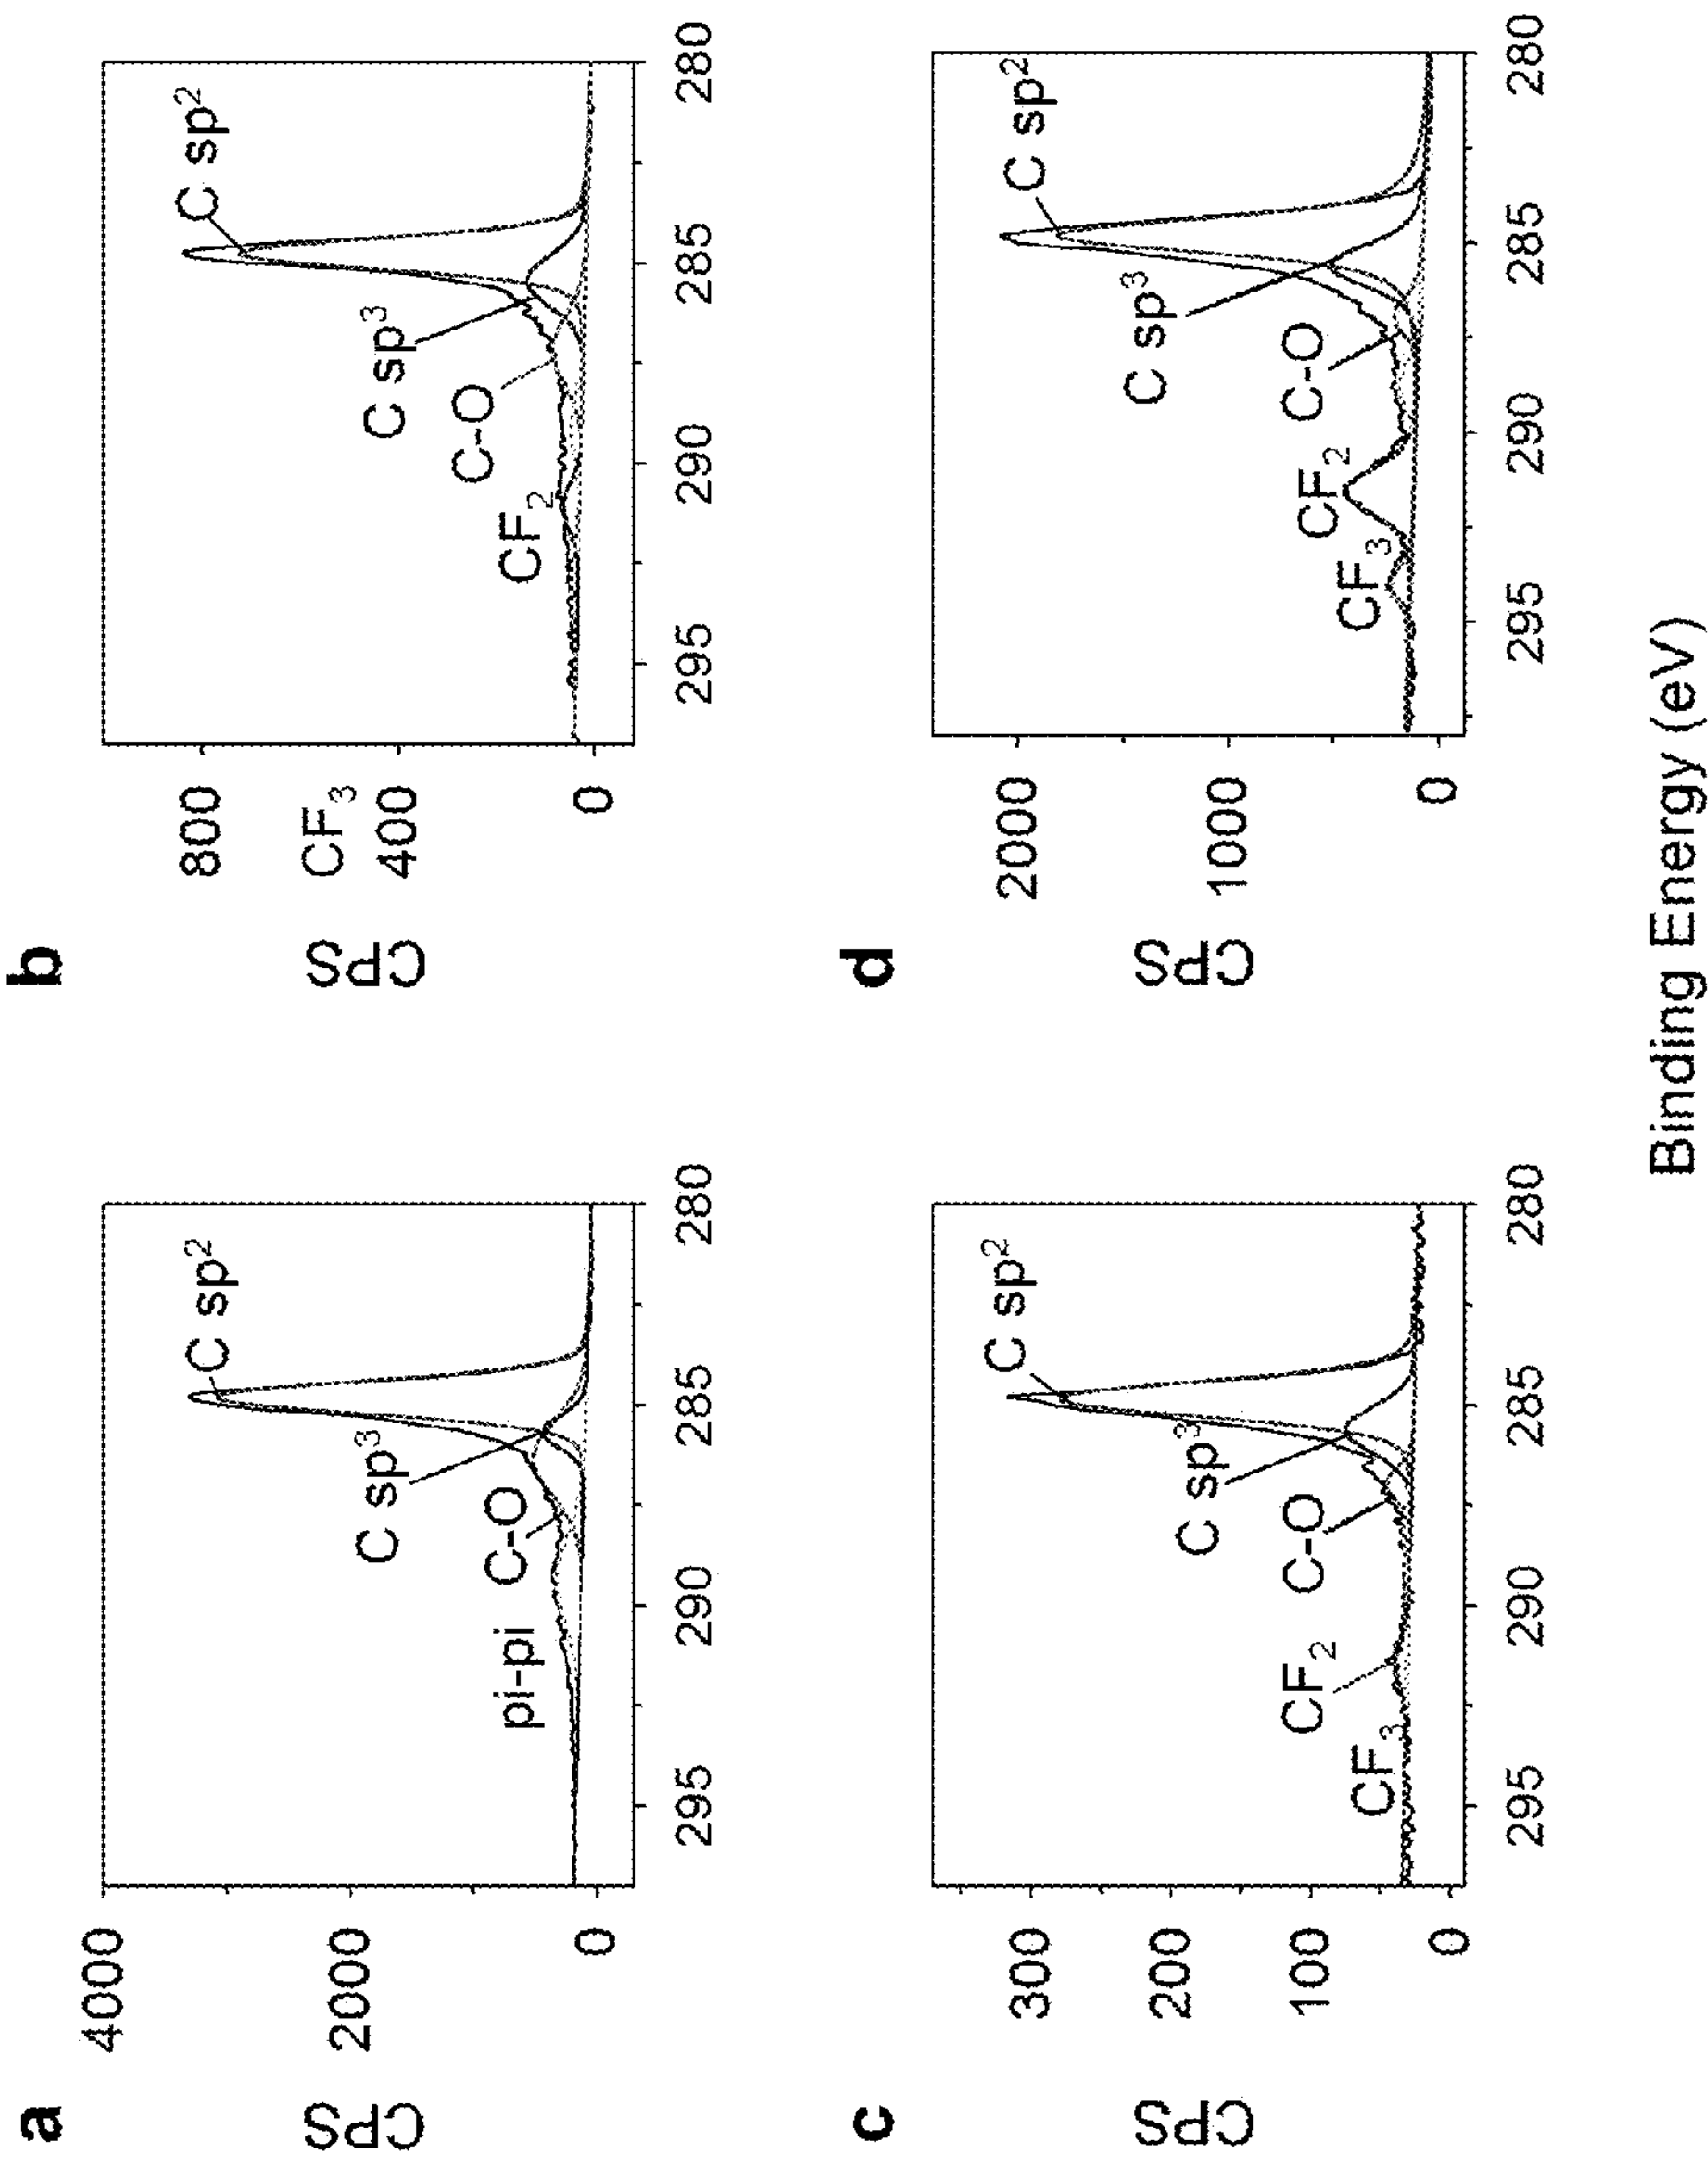 a
CPS
4000
2000
0
C sp²
C sp³
C-O
pi-pi
295
290
285
280
b
CPS
800
CF₃
400
0
C sp²
C sp³
C-O
CF₂
295
290
285
280
c
CPS
300
200
100
0
C sp²
C sp³
C-O
CF₂
CF₃
295
290
285
280
d
CPS
2000
1000
0
C sp²
C sp³
C-O
CF₂
CF₃
295
290
285
280
Binding Energy (eV)